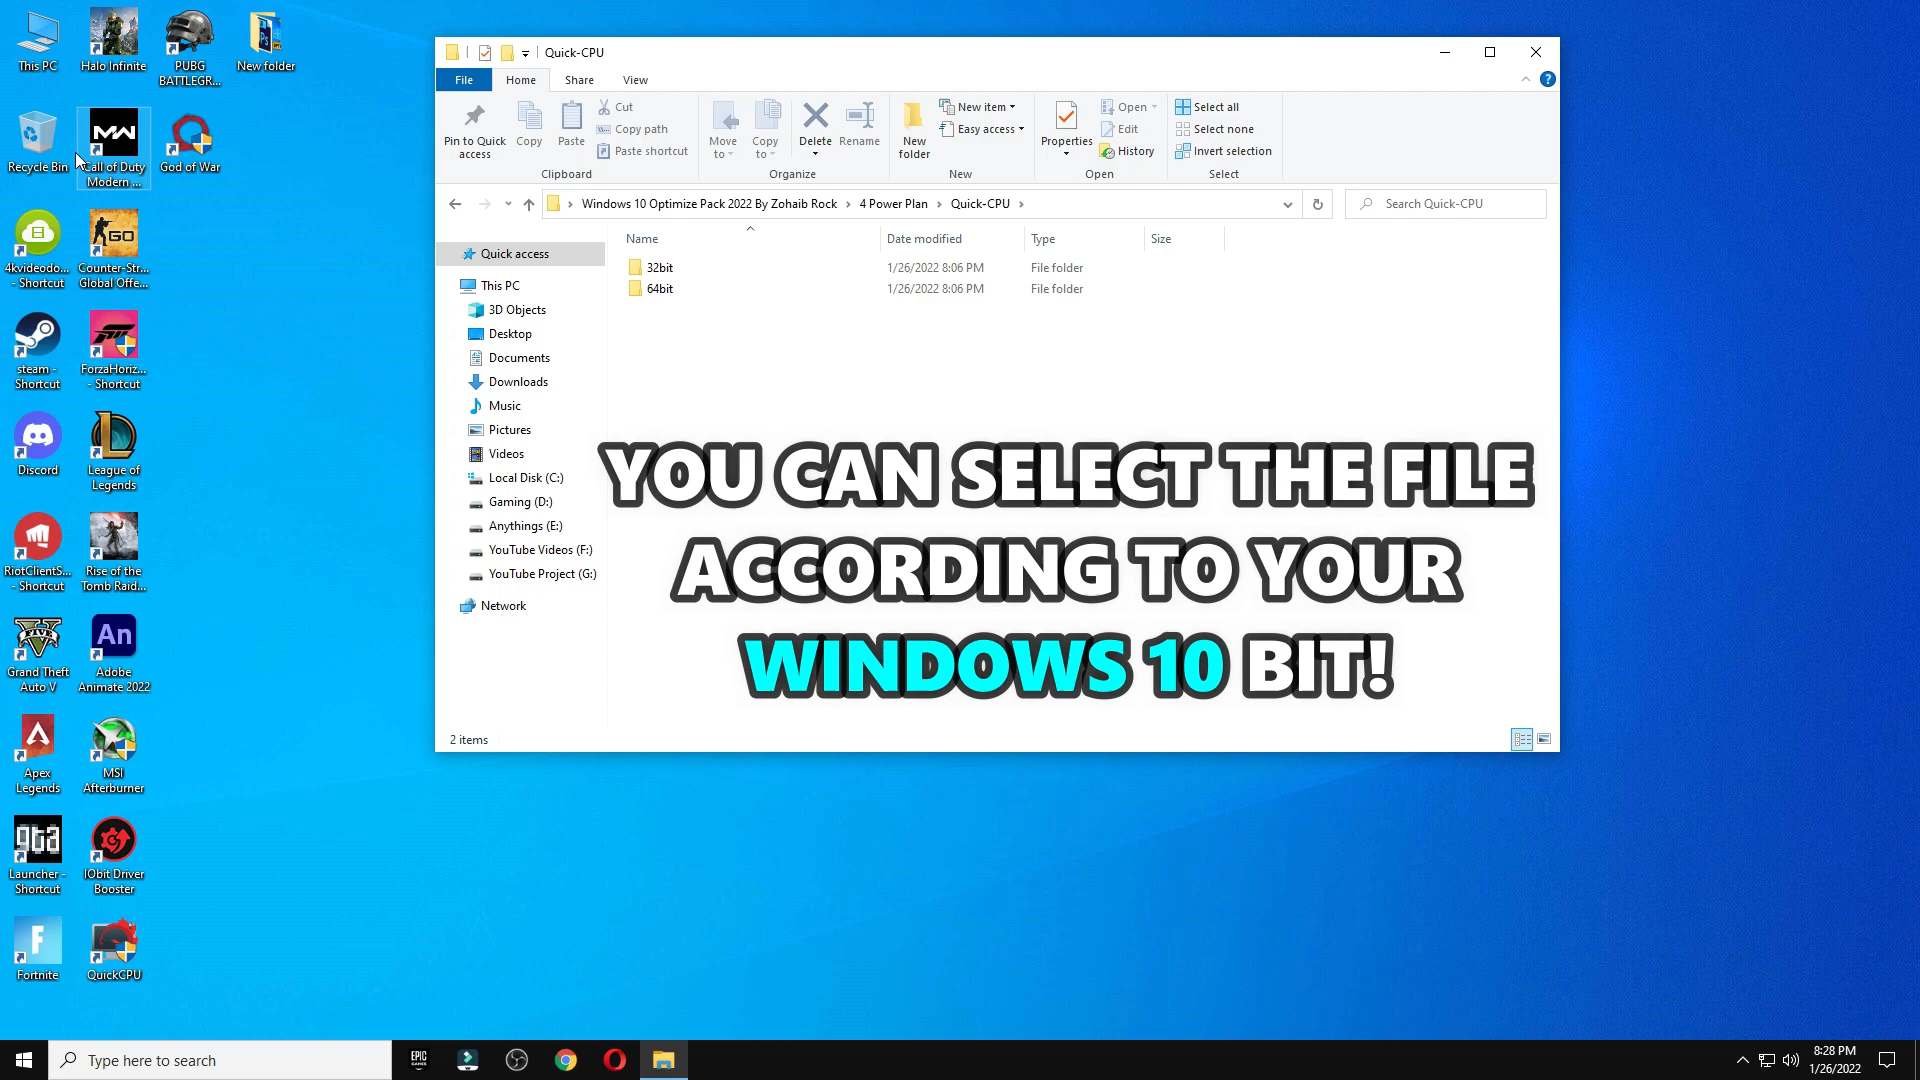 This PC
Halo Infinite
PUBG
BATTLEGR...
New folder
Recycle Bin
Call of Duty
Modern ...
God of War
4kvideodo...
- Shortcut
Counter-Str...
Global Offe...
steam -
Shortcut
ForzaHoriz...
- Shortcut
Discord
League of
Legends
RiotClientS...
- Shortcut
Rise of the
Tomb Raid...
Grand Theft
Auto V
Adobe
Animate 2022
Apex
Legends
MSI
Afterburner
Launcher -
Shortcut
IObit Driver
Booster
Fortnite
QuickCPU
Quick-CPU
File Home Share View
Pin to Quick
access
Copy
Paste
Cut
Copy path
Paste shortcut
Clipboard
Move
to
Copy
to
Delete
Rename
Organize
New
folder
New item
Easy access
New
Properties
Open
Edit
History
Open
Select all
Select none
Invert selection
Select
Windows 10 Optimize Pack 2022 By Zohaib Rock > 4 Power Plan > Quick-CPU >
Search Quick-CPU
Quick access
This PC
3D Objects
Desktop
Documents
Downloads
Music
Pictures
Videos
Local Disk (C:)
Gaming (D:)
Anythings (E:)
YouTube Videos (F:)
YouTube Project (G:)
Network
Name Date modified Type Size
32bit 1/26/2022 8:06 PM File folder
64bit 1/26/2022 8:06 PM File folder
YOU CAN SELECT THE FILE
ACCORDING TO YOUR
WINDOWS 10 BIT!
2 items
Type here to search
8:28 PM
1/26/2022